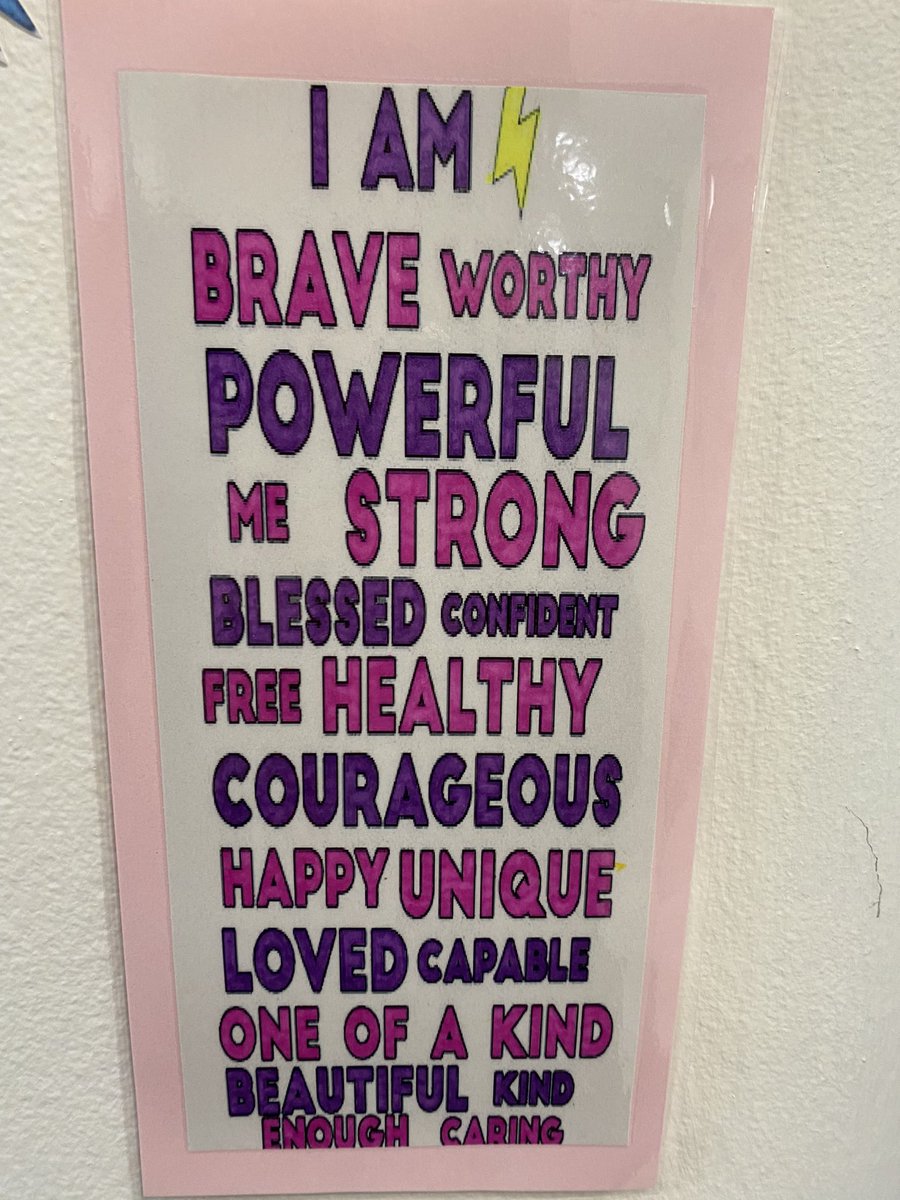 I AM
BRAVE WORTHY
POWERFUL
ME STRONG
BLESSED CONFIDENT
FREE HEALTHY
COURAGEOUS
HAPPY UNIQUE
LOVED CAPABLE
ONE OF A KIND
BEAUTIFUL KIND
ENOUGH CARING